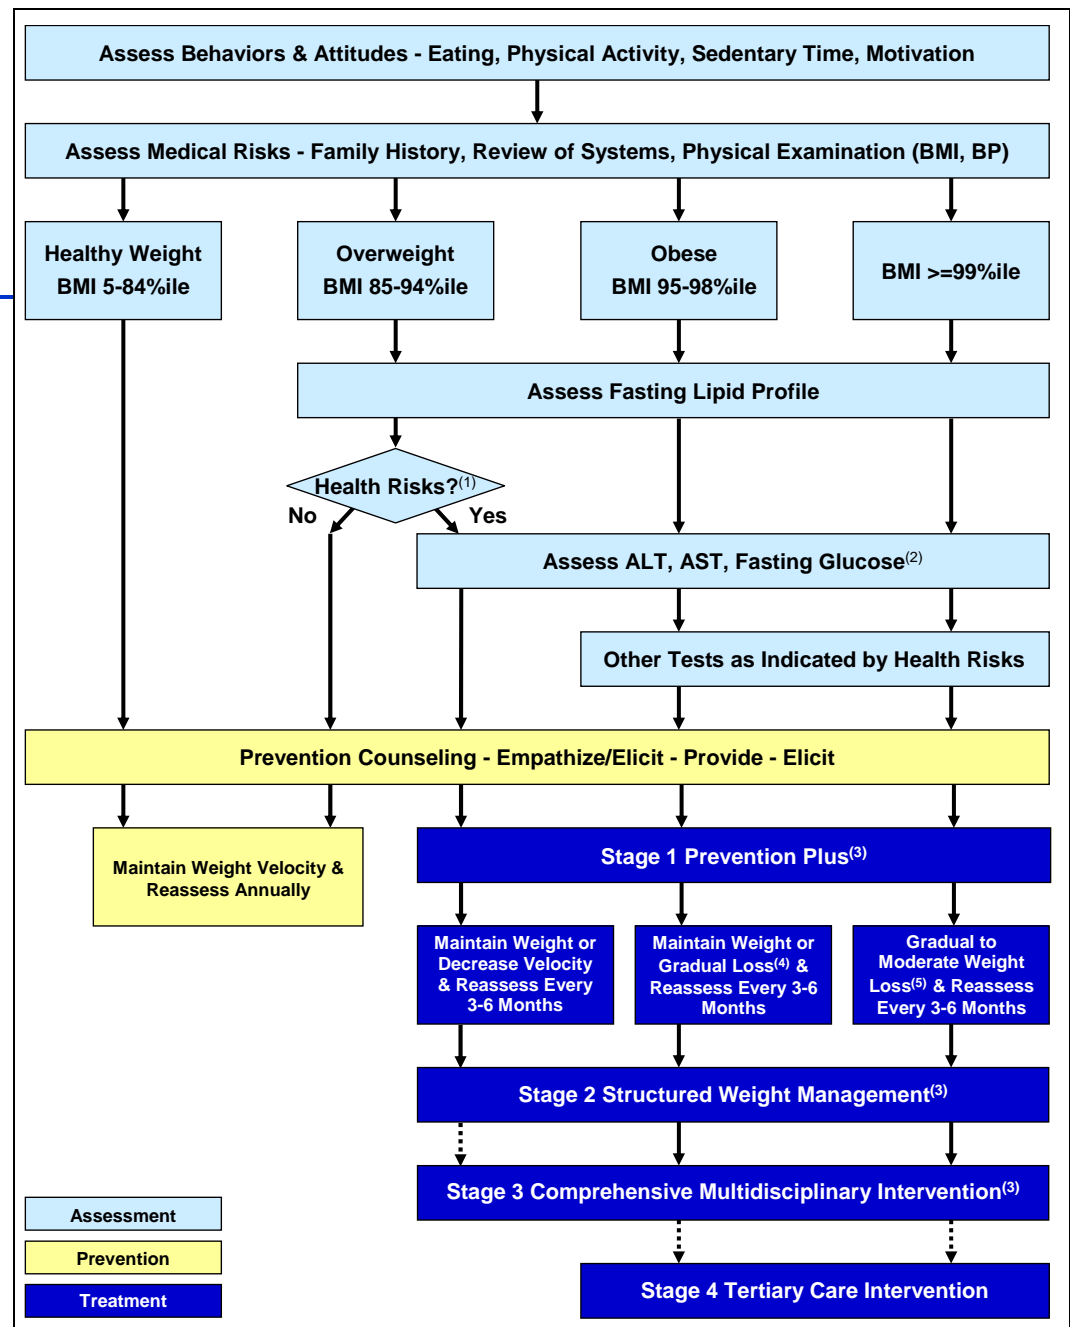 Assess Behaviors & Attitudes - Eating, Physical Activity, Sedentary Time, Motivation
Assess Medical Risks - Family History, Review of Systems, Physical Examination (BMI, BP)
Healthy Weight
BMI 5-84%ile
Overweight
BMI 85-94%ile
Obese
BMI 95-98%ile
BMI >=99%ile
Assess Fasting Lipid Profile
Health Risks?(1)
No
Yes
Assess ALT, AST, Fasting Glucose(2)
Other Tests as Indicated by Health Risks
Prevention Counseling - Empathize/Elicit - Provide - Elicit
Maintain Weight Velocity &
Reassess Annually
Stage 1 Prevention Plus(3)
Maintain Weight or
Decrease Velocity
& Reassess Every
3-6 Months
Maintain Weight or
Gradual Loss(4) &
Reassess Every 3-6
Months
Gradual to
Moderate Weight
Loss(5) & Reassess
Every 3-6 Months
Stage 2 Structured Weight Management(3)
Stage 3 Comprehensive Multidisciplinary Intervention(3)
Stage 4 Tertiary Care Intervention
Assessment
Prevention
Treatment